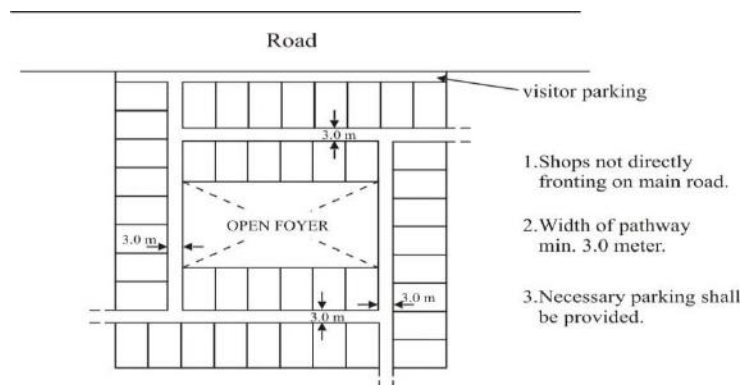 Road
visitor parking
3.0 m
1.Shops not directly
fronting on main road.
OPEN FOYER
2.Width of pathway
min. 3.0 meter.
3.0 m
3.0 m
3.Necessary parking shall
be provided.
3.0 m